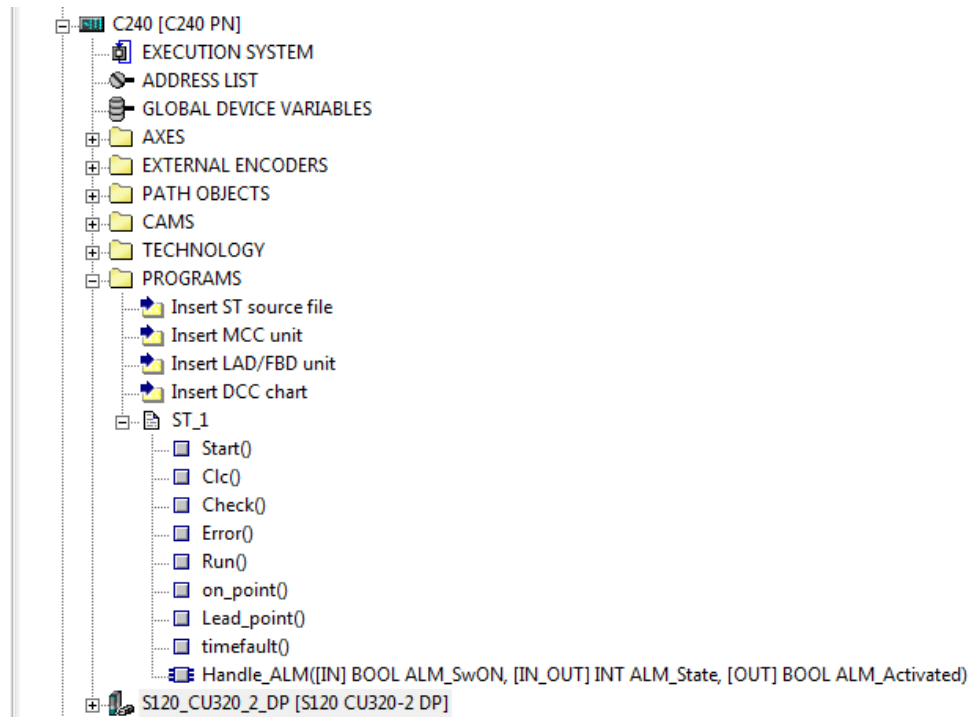 C240 [C240 PN]
EXECUTION SYSTEM
ADDRESS LIST
GLOBAL DEVICE VARIABLES
AXES
EXTERNAL ENCODERS
PATH OBJECTS
CAMS
TECHNOLOGY
PROGRAMS
Insert ST source file
Insert MCC unit
Insert LAD/FBD unit
Insert DCC chart
ST_1
Start()
Clc()
Check()
Error()
Run()
on_point()
Lead_point()
timefault()
Handle_ALM([IN] BOOL ALM_SwON, [IN_OUT] INT ALM_State, [OUT] BOOL ALM_Activated)
S120_CU320_2_DP [S120 CU320-2 DP]